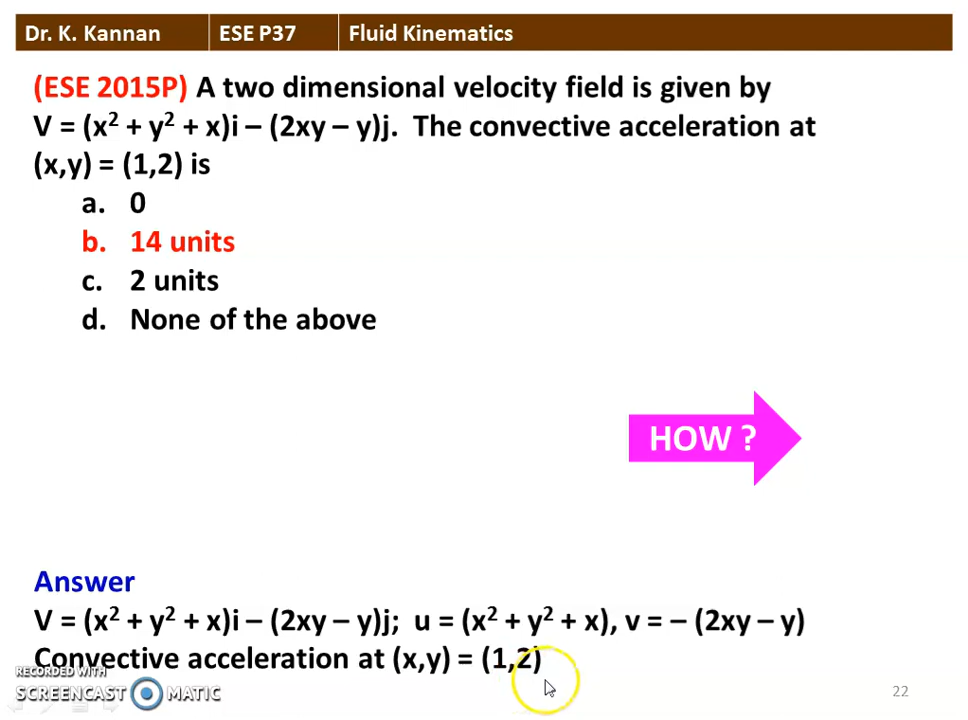 Dr. K. Kannan ESE P37 Fluid Kinematics
(ESE 2015P) A two dimensional velocity field is given by
V = (x² + y² + x)i – (2xy – y)j. The convective acceleration at
(x,y) = (1,2) is
a. 0
b. 14 units
c. 2 units
d. None of the above
HOW ?
Answer
V = (x² + y² + x)i – (2xy – y)j; u = (x² + y² + x), v = – (2xy – y)
Convective acceleration at (x,y) = (1,2)
RECORDED WITH
SCREENCAST MATIC
22